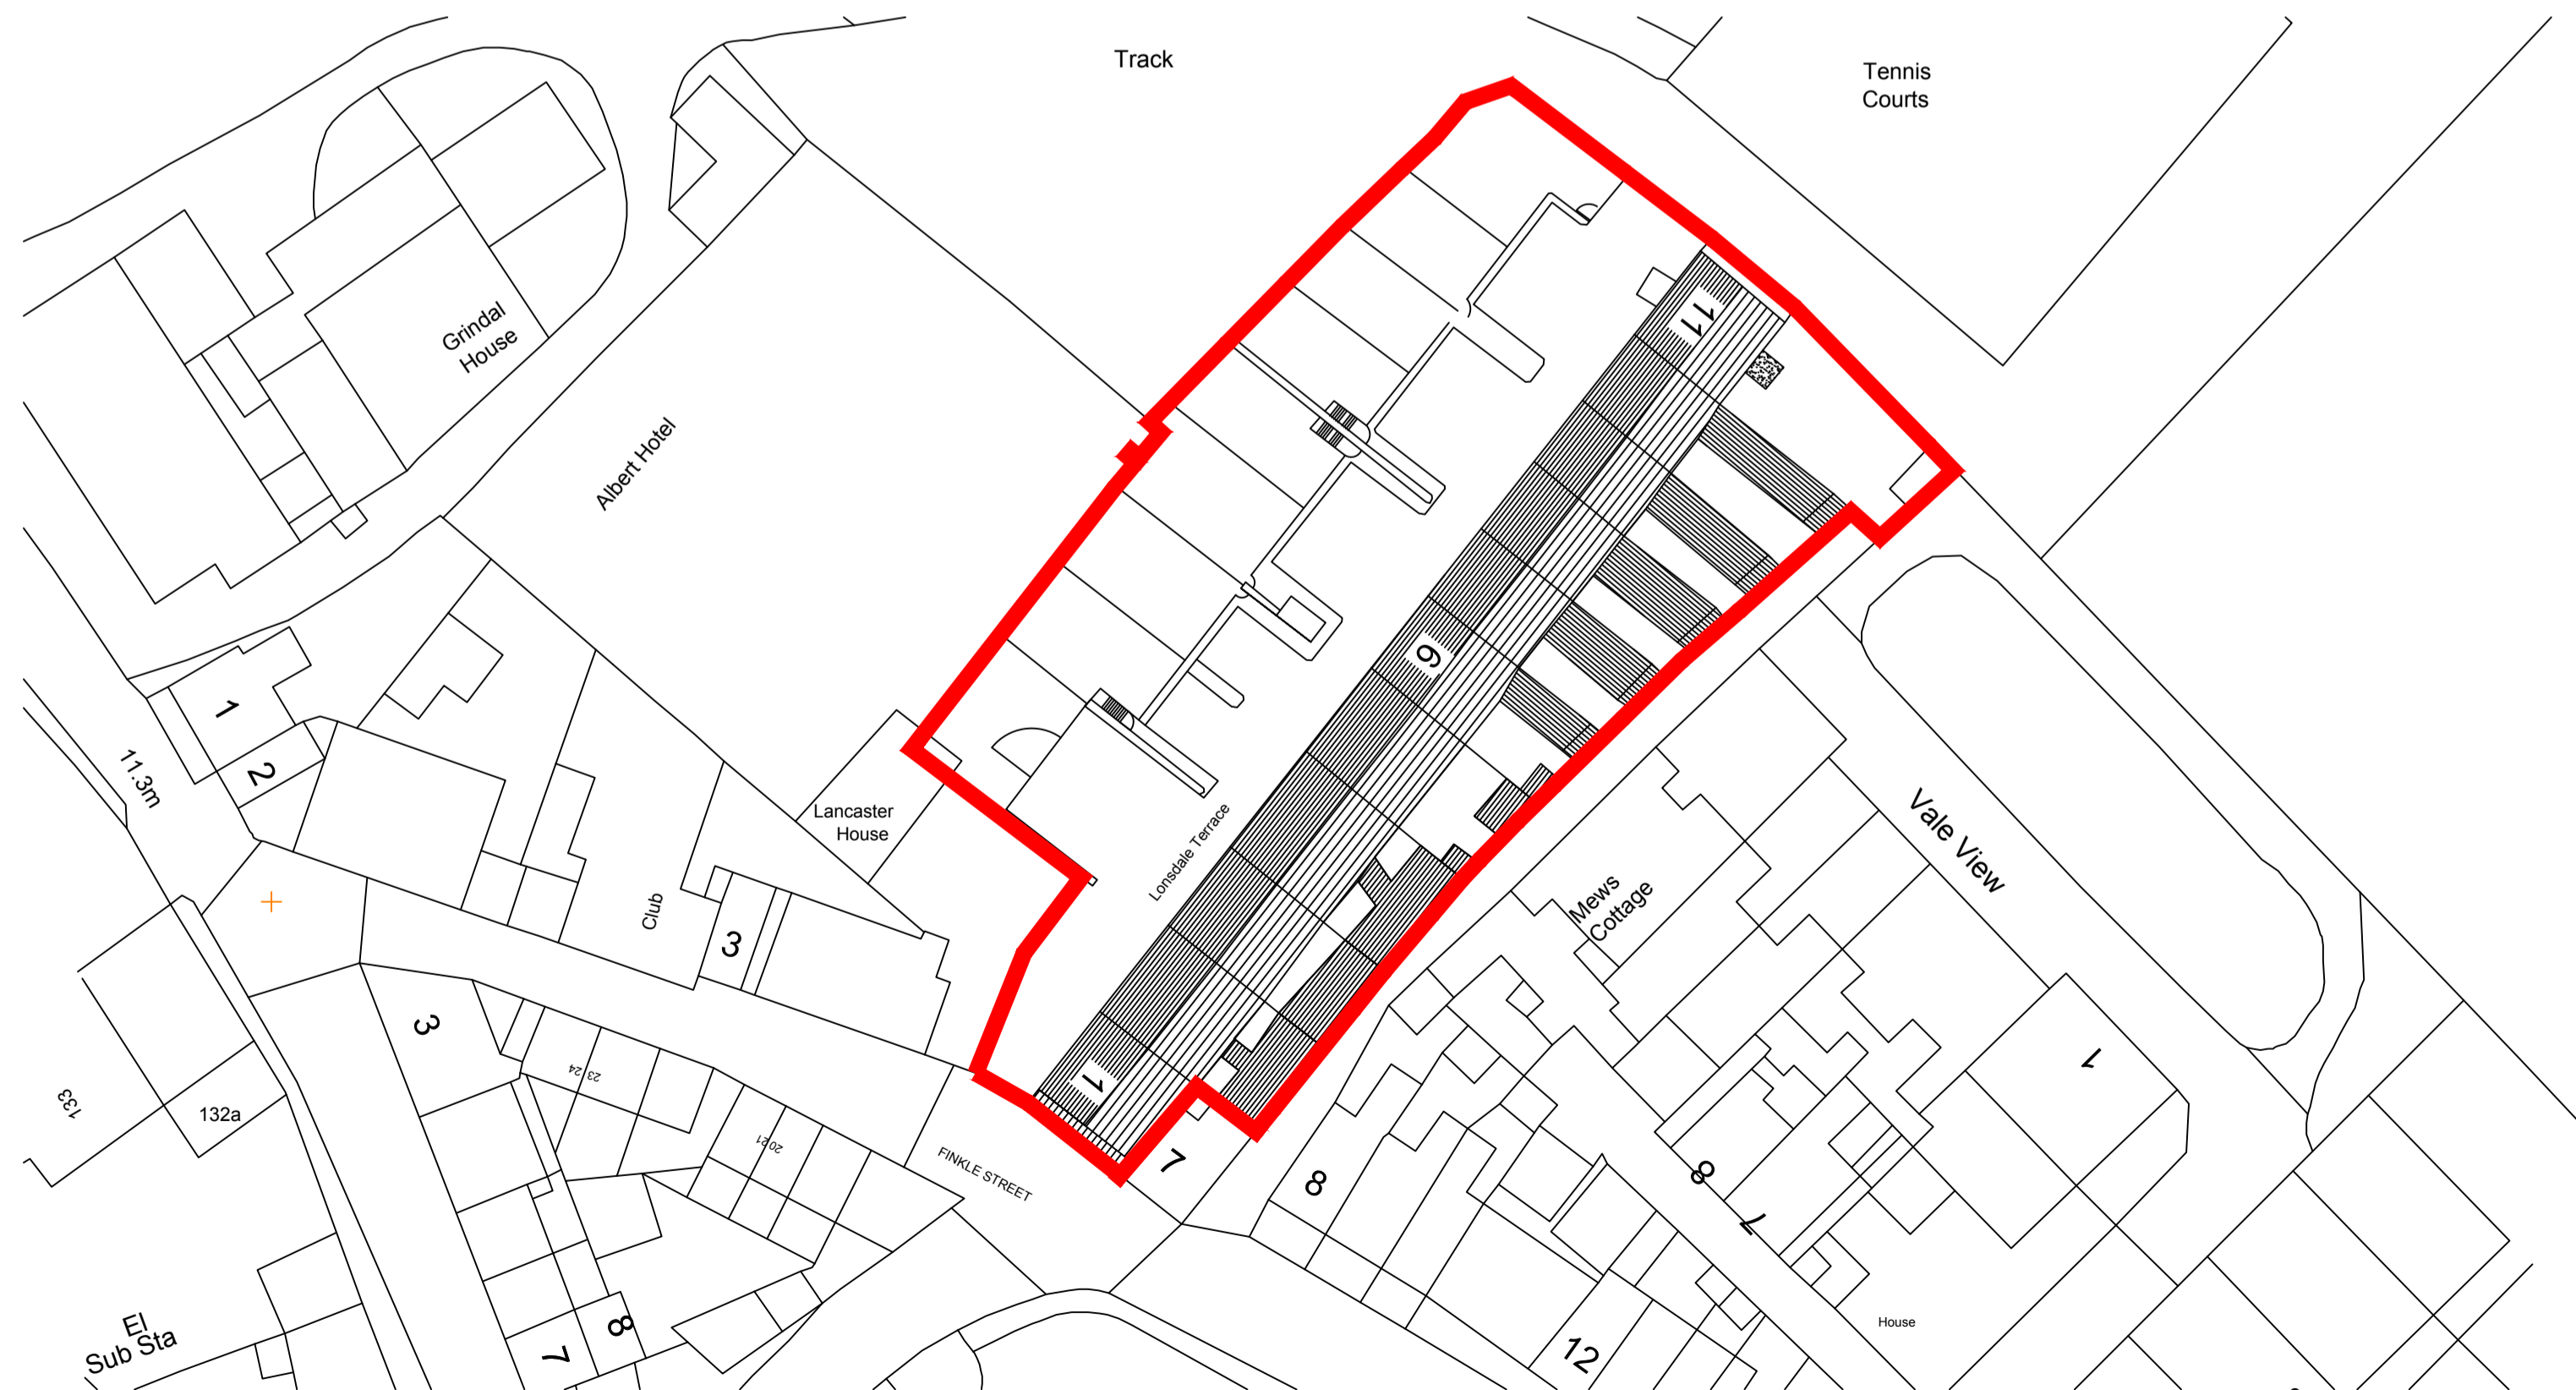 Track
Tennis
Courts
Grindal
House
Albert Hotel
11
6
1
Lonsdale Terrace
Lancaster
House
1
2
11.3m
Club
3
3
23 24
20 21
133
132a
FINKLE STREET
El
Sub Sta
7
8
7
8
12
Mews
Cottage
Vale View
1
8
7
House